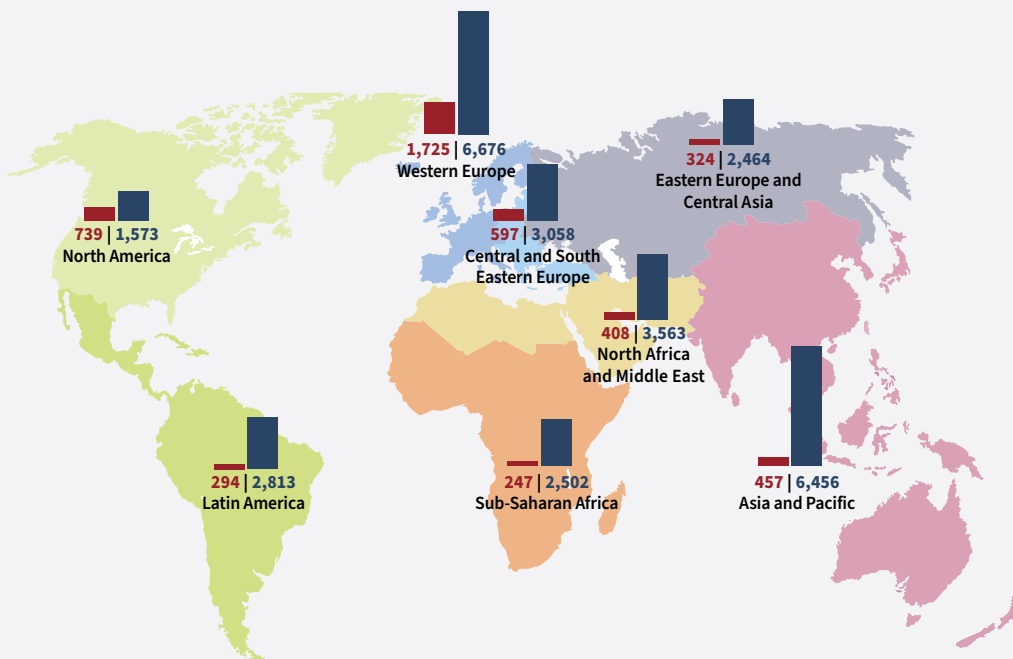 1,725 | 6,676
Western Europe
324 | 2,464
Eastern Europe and
Central Asia
739 | 1,573
North America
597 | 3,058
Central and South
Eastern Europe
408 | 3,563
North Africa
and Middle East
294 | 2,813
Latin America
247 | 2,502
Sub-Saharan Africa
457 | 6,456
Asia and Pacific